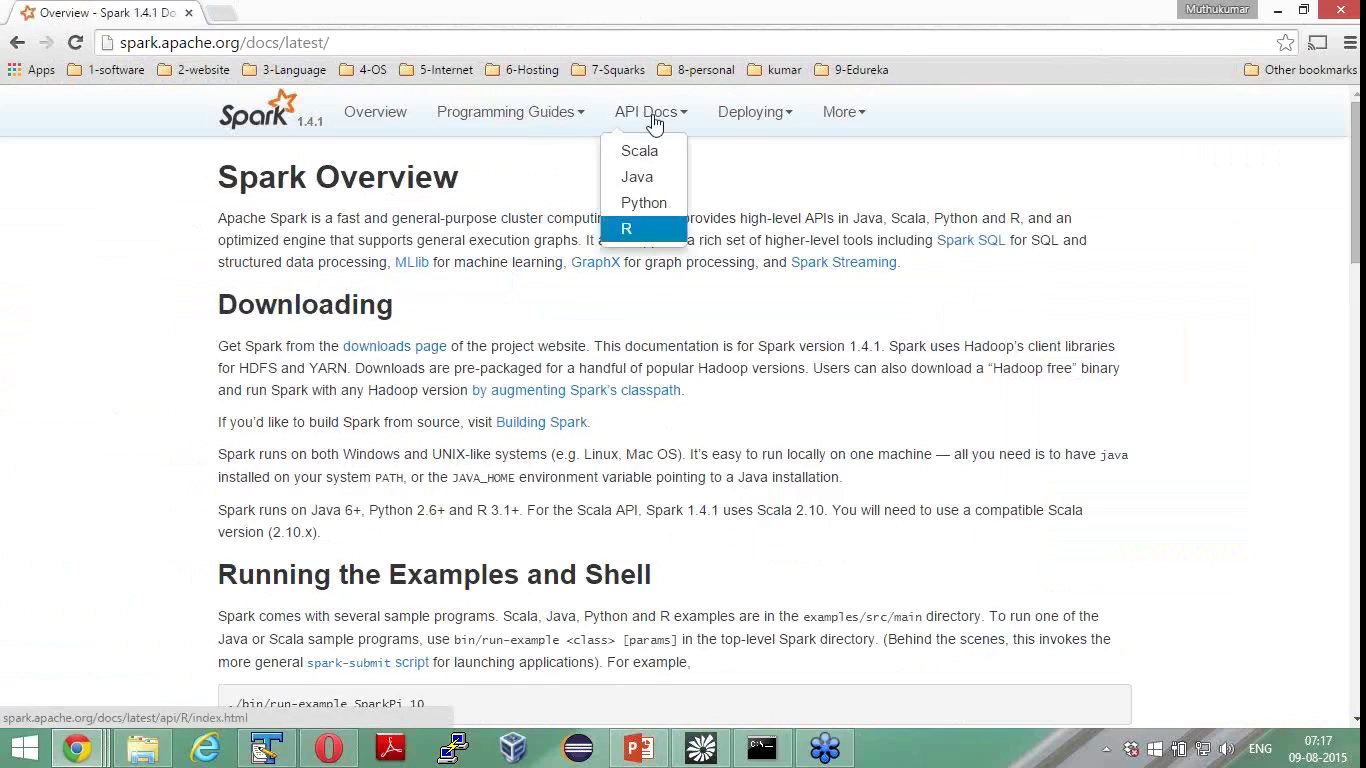 Overview - Spark 1.4.1 Do
Muthukumar
spark.apache.org/docs/latest/
Apps 1-software 2-website 3-Language 4-OS 5-Internet 6-Hosting 7-Squarks 8-personal kumar 9-Edureka Other bookmarks
Spark 1.4.1 Overview Programming Guides API Docs Deploying More
Scala
Java
Python
R
Spark Overview
Apache Spark is a fast and general-purpose cluster computin provides high-level APIs in Java, Scala, Python and R, and an
optimized engine that supports general execution graphs. It a a rich set of higher-level tools including Spark SQL for SQL and
structured data processing, MLlib for machine learning, GraphX for graph processing, and Spark Streaming.
Downloading
Get Spark from the downloads page of the project website. This documentation is for Spark version 1.4.1. Spark uses Hadoop’s client libraries
for HDFS and YARN. Downloads are pre-packaged for a handful of popular Hadoop versions. Users can also download a “Hadoop free” binary
and run Spark with any Hadoop version by augmenting Spark’s classpath.
If you’d like to build Spark from source, visit Building Spark.
Spark runs on both Windows and UNIX-like systems (e.g. Linux, Mac OS). It’s easy to run locally on one machine — all you need is to have java
installed on your system PATH, or the JAVA_HOME environment variable pointing to a Java installation.
Spark runs on Java 6+, Python 2.6+ and R 3.1+. For the Scala API, Spark 1.4.1 uses Scala 2.10. You will need to use a compatible Scala
version (2.10.x).
Running the Examples and Shell
Spark comes with several sample programs. Scala, Java, Python and R examples are in the examples/src/main directory. To run one of the
Java or Scala sample programs, use bin/run-example <class> [params] in the top-level Spark directory. (Behind the scenes, this invokes the
more general spark-submit script for launching applications). For example,
./bin/run-example SparkPi 10
spark.apache.org/docs/latest/api/R/index.html
ENG
07:17
09-08-2015